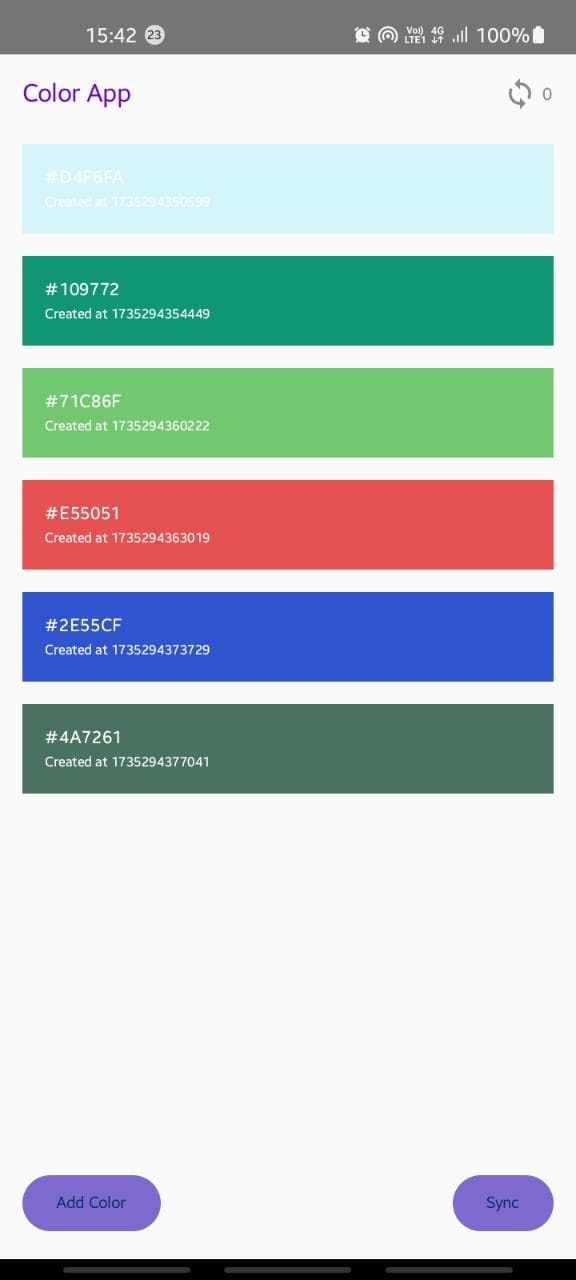 15:42 23 Vo) LTE1 4G 100%
Color App 0
#D4F6FA
Created at 1735294350599
#109772
Created at 1735294354449
#71C86F
Created at 1735294360222
#E55051
Created at 1735294363019
#2E55CF
Created at 1735294373729
#4A7261
Created at 1735294377041
Add Color Sync